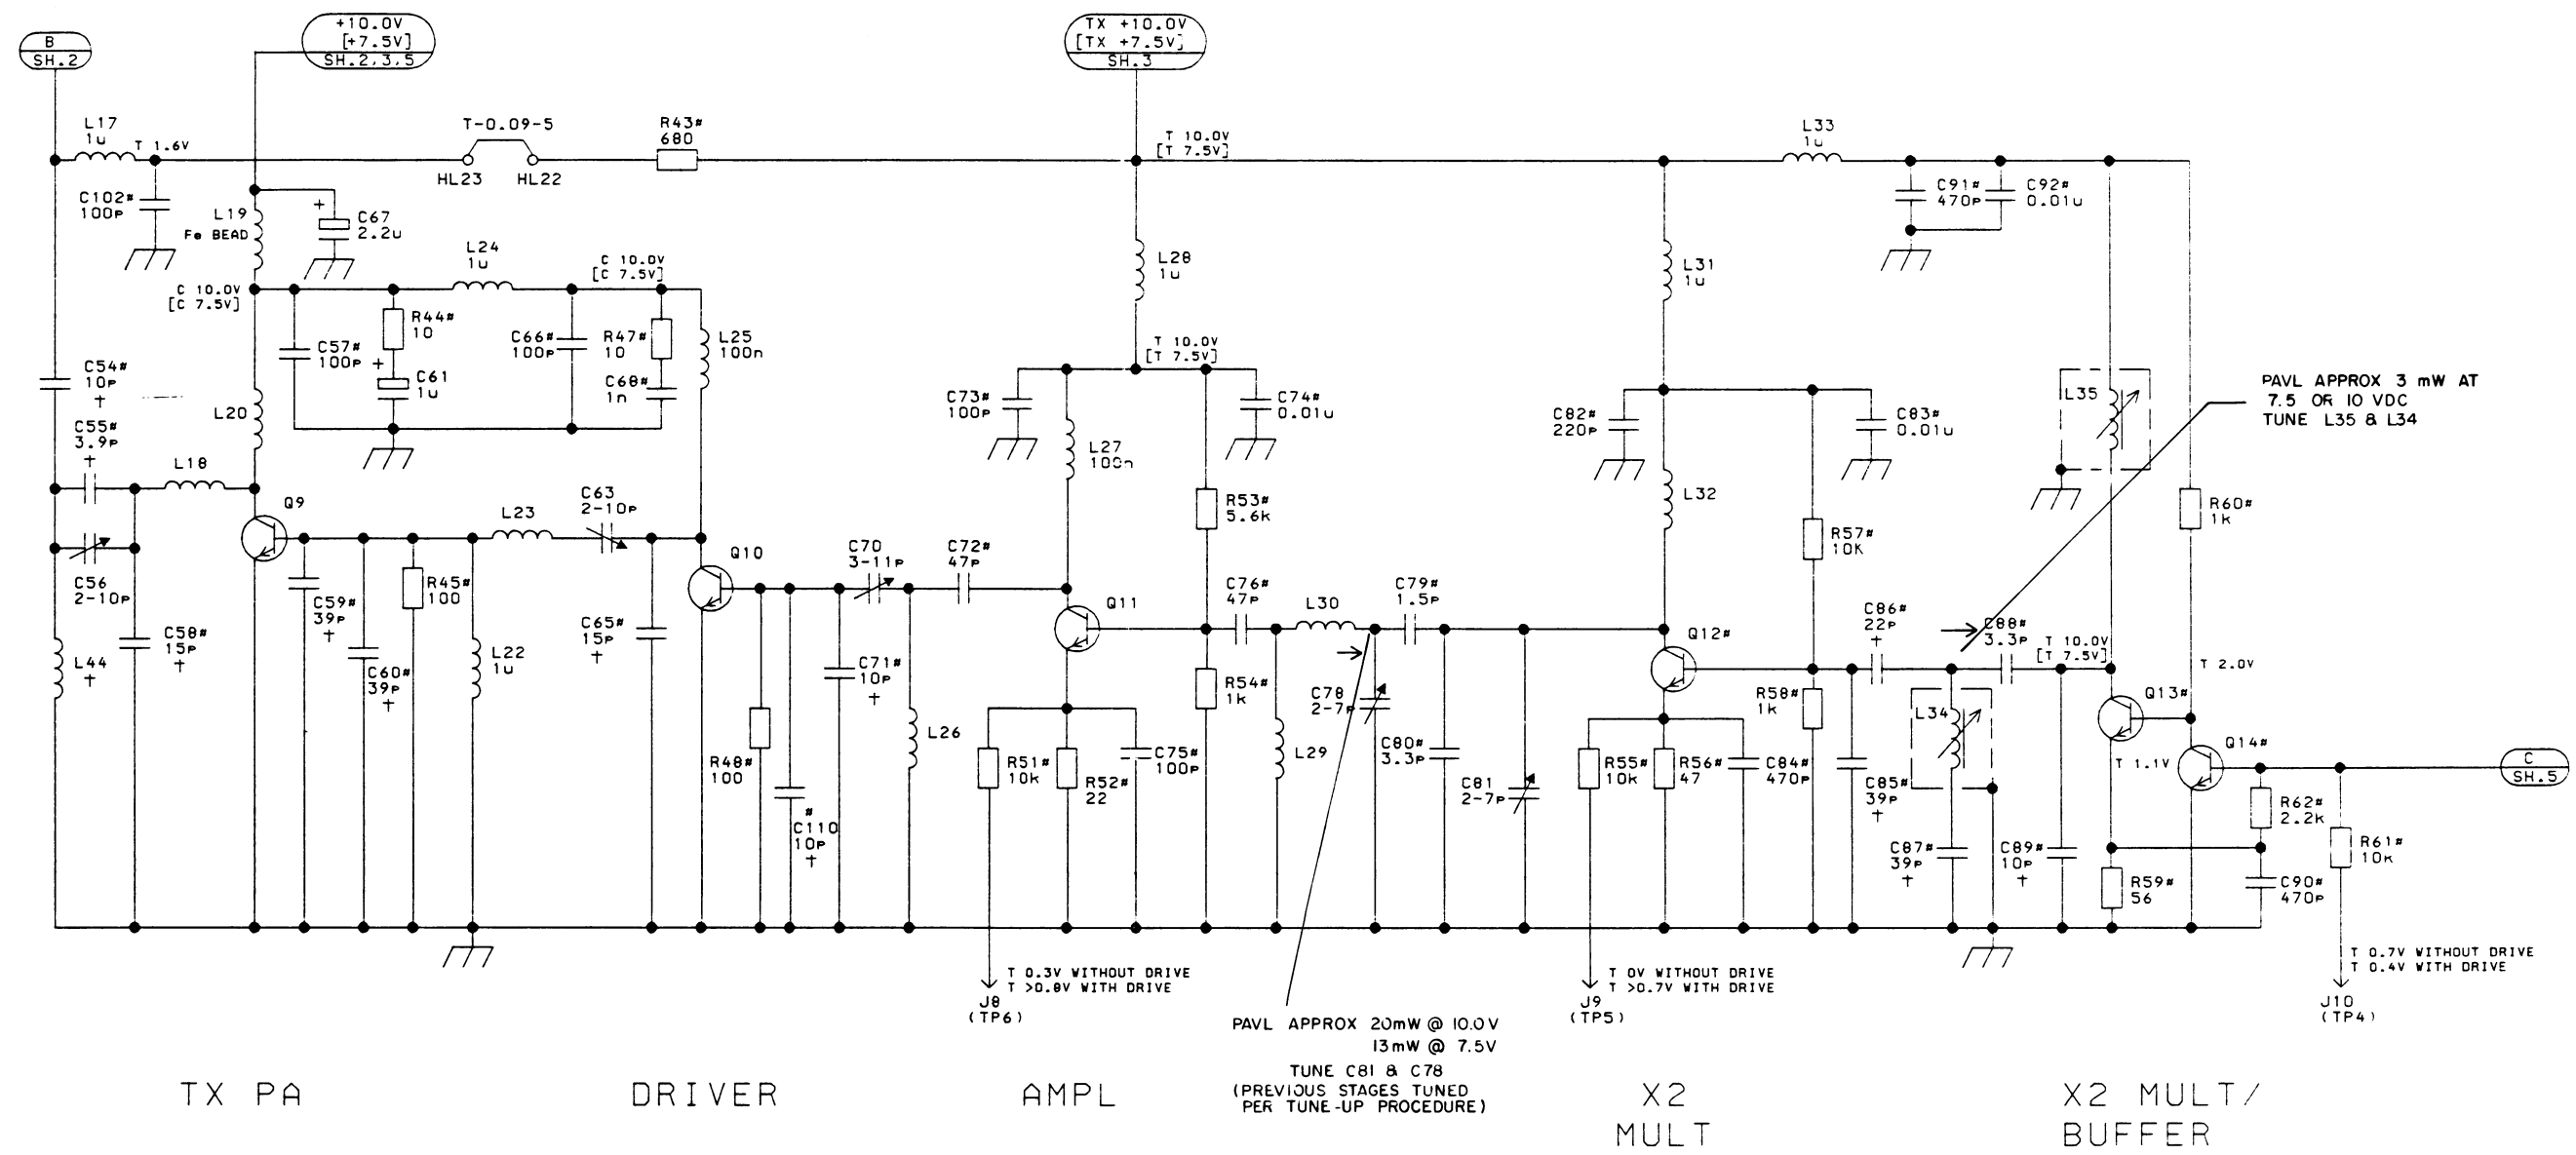 B
SH.2
+10.0V
[+7.5V]
SH.2,3,5
TX +10.0V
[TX +7.5V]
SH.3
L17
1u
T 1.6V
T-0.09-5
HL23
HL22
R43#
680
T 10.0V
[T 7.5V]
L33
1u
C102#
100P
L19
Fe BEAD
C67
2.2u
+
L24
1u
C 10.0V
[C 7.5V]
C 10.0V
[C 7.5V]
L28
1u
L31
1u
C91#
470P
C92#
0.01u
R44#
10
C57#
100P
+
C61
1u
C66#
100P
R47#
10
C68#
1n
L25
100n
T 10.0V
[T 7.5V]
C54#
10P
†
L20
C73#
100P
C74#
0.01u
L27
100n
C82#
220P
C83#
0.01u
L35
PAVL APPROX 3 mW AT
7.5 OR 10 VDC
TUNE L35 & L34
C55#
3.9P
†
L18
Q9
L23
C63
2-10P
R53#
5.6k
L32
R57#
10K
R60#
1k
C56
2-10P
C58#
15P
†
C59#
39P
†
C60#
39P
†
R45#
100
L22
1u
C65#
15P
†
Q10
C70
3-11P
C72#
47P
Q11
C76#
47P
L30
C79#
1.5P
Q12#
C86#
22P
†
C88#
3.3P
T 10.0V
[T 7.5V]
T 2.0V
L44
†
R48#
100
#
C110
10P
†
C71#
10P
†
L26
R51#
10k
R52#
22
C75#
100P
R54#
1k
L29
C78
2-7P
C80#
3.3P
C81
2-7P
R55#
10k
R56#
47
C84#
470P
R58#
1k
C85#
39P
†
L34
C87#
39P
†
C89#
10P
†
Q13#
T 1.1V
Q14#
R59#
56
R62#
2.2k
C90#
470P
R61#
10K
C
SH.5
T 0.3V WITHOUT DRIVE
T >0.8V WITH DRIVE
J8
(TP6)
T 0V WITHOUT DRIVE
T >0.7V WITH DRIVE
J9
(TP5)
T 0.7V WITHOUT DRIVE
T 0.4V WITH DRIVE
J10
(TP4)
PAVL APPROX 20mW @ 10.0V
13mW @ 7.5V
TUNE C81 & C78
(PREVIOUS STAGES TUNED
PER TUNE-UP PROCEDURE)
TX PA
DRIVER
AMPL
X2
MULT
X2 MULT/
BUFFER